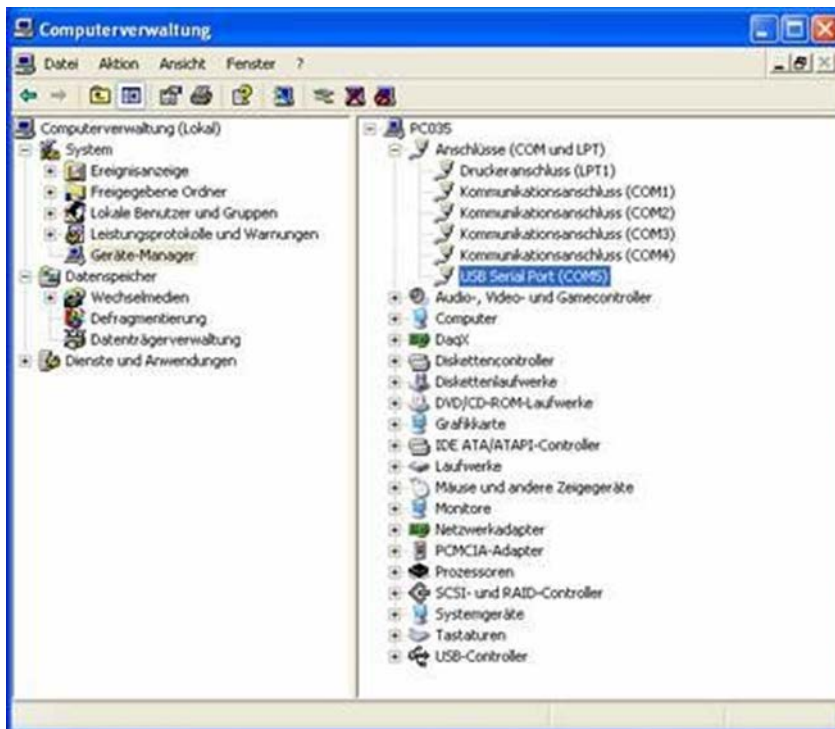 Computerverwaltung
Datei Aktion Ansicht Fenster ?
Computerverwaltung (Lokal)
System
Ereignisanzeige
Freigegebene Ordner
Lokale Benutzer und Gruppen
Leistungsprotokolle und Warnungen
Geräte-Manager
Datenspeicher
Wechselmedien
Defragmentierung
Datenträgerverwaltung
Dienste und Anwendungen
PC035
Anschlüsse (COM und LPT)
Druckeranschluss (LPT1)
Kommunikationsanschluss (COM1)
Kommunikationsanschluss (COM2)
Kommunikationsanschluss (COM3)
Kommunikationsanschluss (COM4)
USB Serial Port (COM5)
Audio-, Video- und Gamecontroller
Computer
DaqX
Diskettencontroller
Diskettenlaufwerke
DVD/CD-ROM-Laufwerke
Grafikkarte
IDE ATA/ATAPI-Controller
Laufwerke
Mäuse und andere Zeigegeräte
Monitore
Netzwerkadapter
PCMCIA-Adapter
Prozessoren
SCSI- und RAID-Controller
Systemgeräte
Tastaturen
USB-Controller